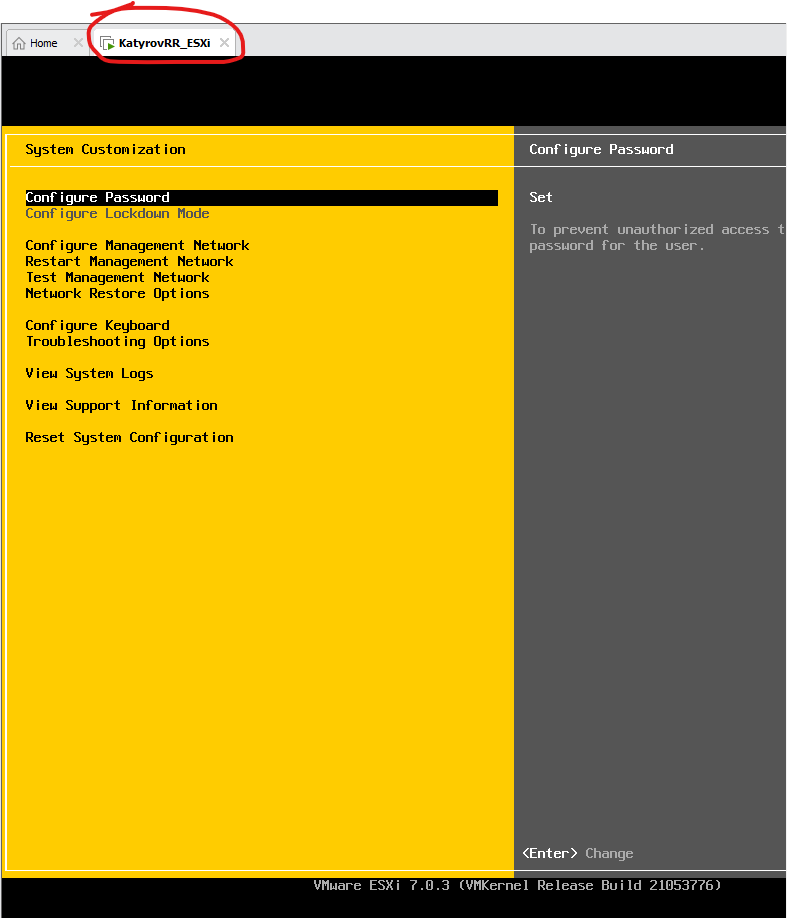 Home
KatyrovRR_ESXi
System Customization
Configure Password
Configure Password
Set
Configure Lockdown Mode
To prevent unauthorized access t
Configure Management Network
password for the user.
Restart Management Network
Test Management Network
Network Restore Options
Configure Keyboard
Troubleshooting Options
View System Logs
View Support Information
Reset System Configuration
<Enter> Change
VMware ESXi 7.0.3 (VMKernel Release Build 21053776)